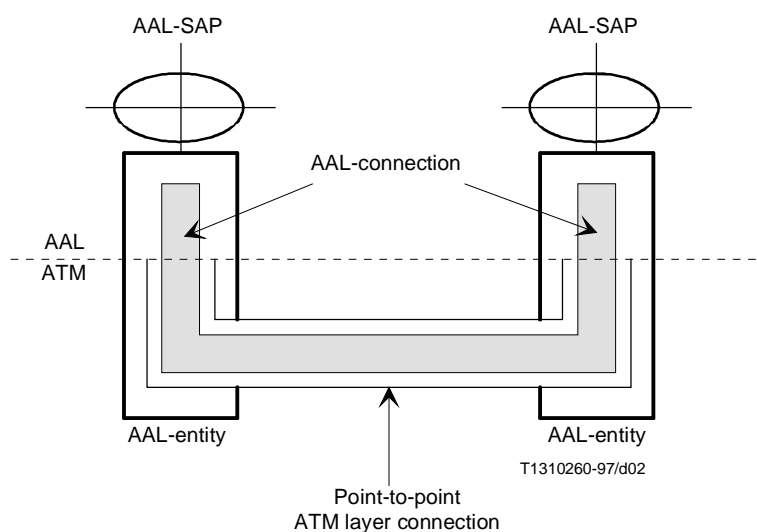 AAL-SAP
AAL-SAP
AAL-connection
AAL
ATM
AAL-entity
AAL-entity
T1310260-97/d02
Point-to-point
ATM layer connection